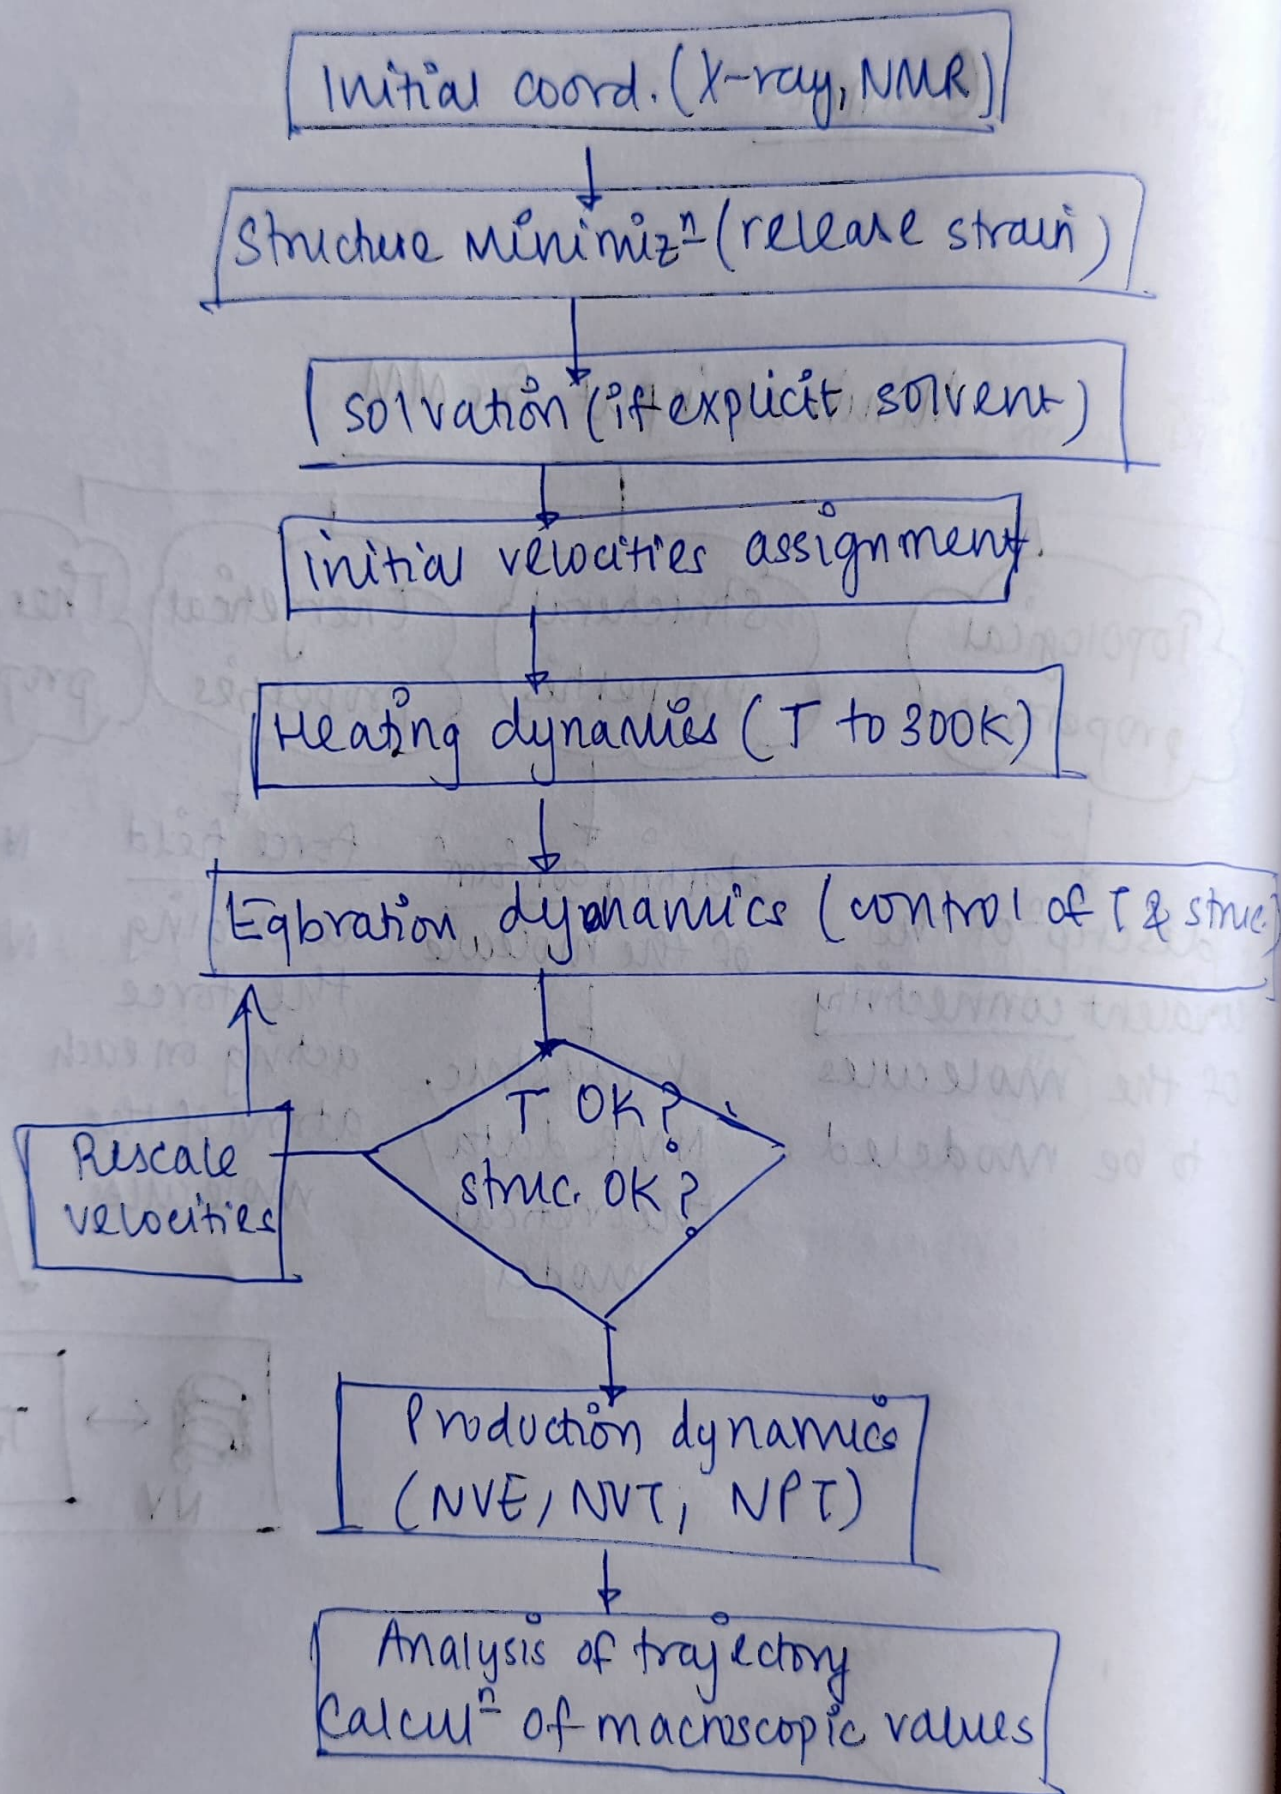 Initial coord. (X-ray, NMR)
Structure Minimizⁿ (release strain)
Solvation (if explicit solvent)
initial velocities assignment.
Heating dynamics (T to 300K)
Eqbration dynamics (control of T & struc.)
T OK?
struc. OK?
Rescale
velocities
Production dynamics
(NVE, NVT, NPT)
Analysis of trajectory
Calculⁿ of macroscopic values